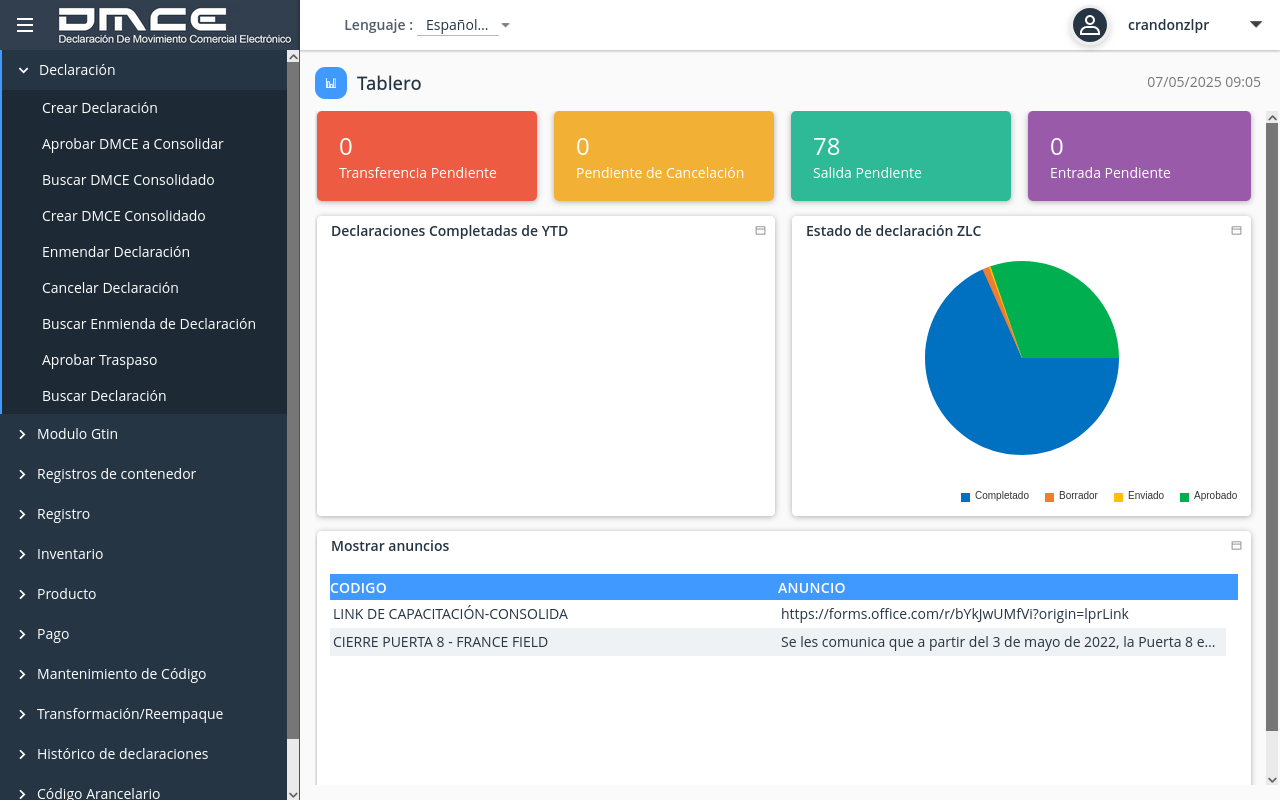 DMCE
Declaración De Movimiento Comercial Electrónico
Lenguaje :
Español...
crandonzlpr
Declaración
Crear Declaración
Aprobar DMCE a Consolidar
Buscar DMCE Consolidado
Crear DMCE Consolidado
Enmendar Declaración
Cancelar Declaración
Buscar Enmienda de Declaración
Aprobar Traspaso
Buscar Declaración
Modulo Gtin
Registros de contenedor
Registro
Inventario
Producto
Pago
Mantenimiento de Código
Transformación/Reempaque
Histórico de declaraciones
Código Arancelario
Tablero
07/05/2025 09:05
0
Transferencia Pendiente
0
Pendiente de Cancelación
78
Salida Pendiente
0
Entrada Pendiente
Declaraciones Completadas de YTD
Estado de declaración ZLC
Completado
Borrador
Enviado
Aprobado
Mostrar anuncios
CODIGO ANUNCIO
LINK DE CAPACITACIÓN-CONSOLIDA https://forms.office.com/r/bYkJwUMfVi?origin=lprLink
CIERRE PUERTA 8 - FRANCE FIELD Se les comunica que a partir del 3 de mayo de 2022, la Puerta 8 e...